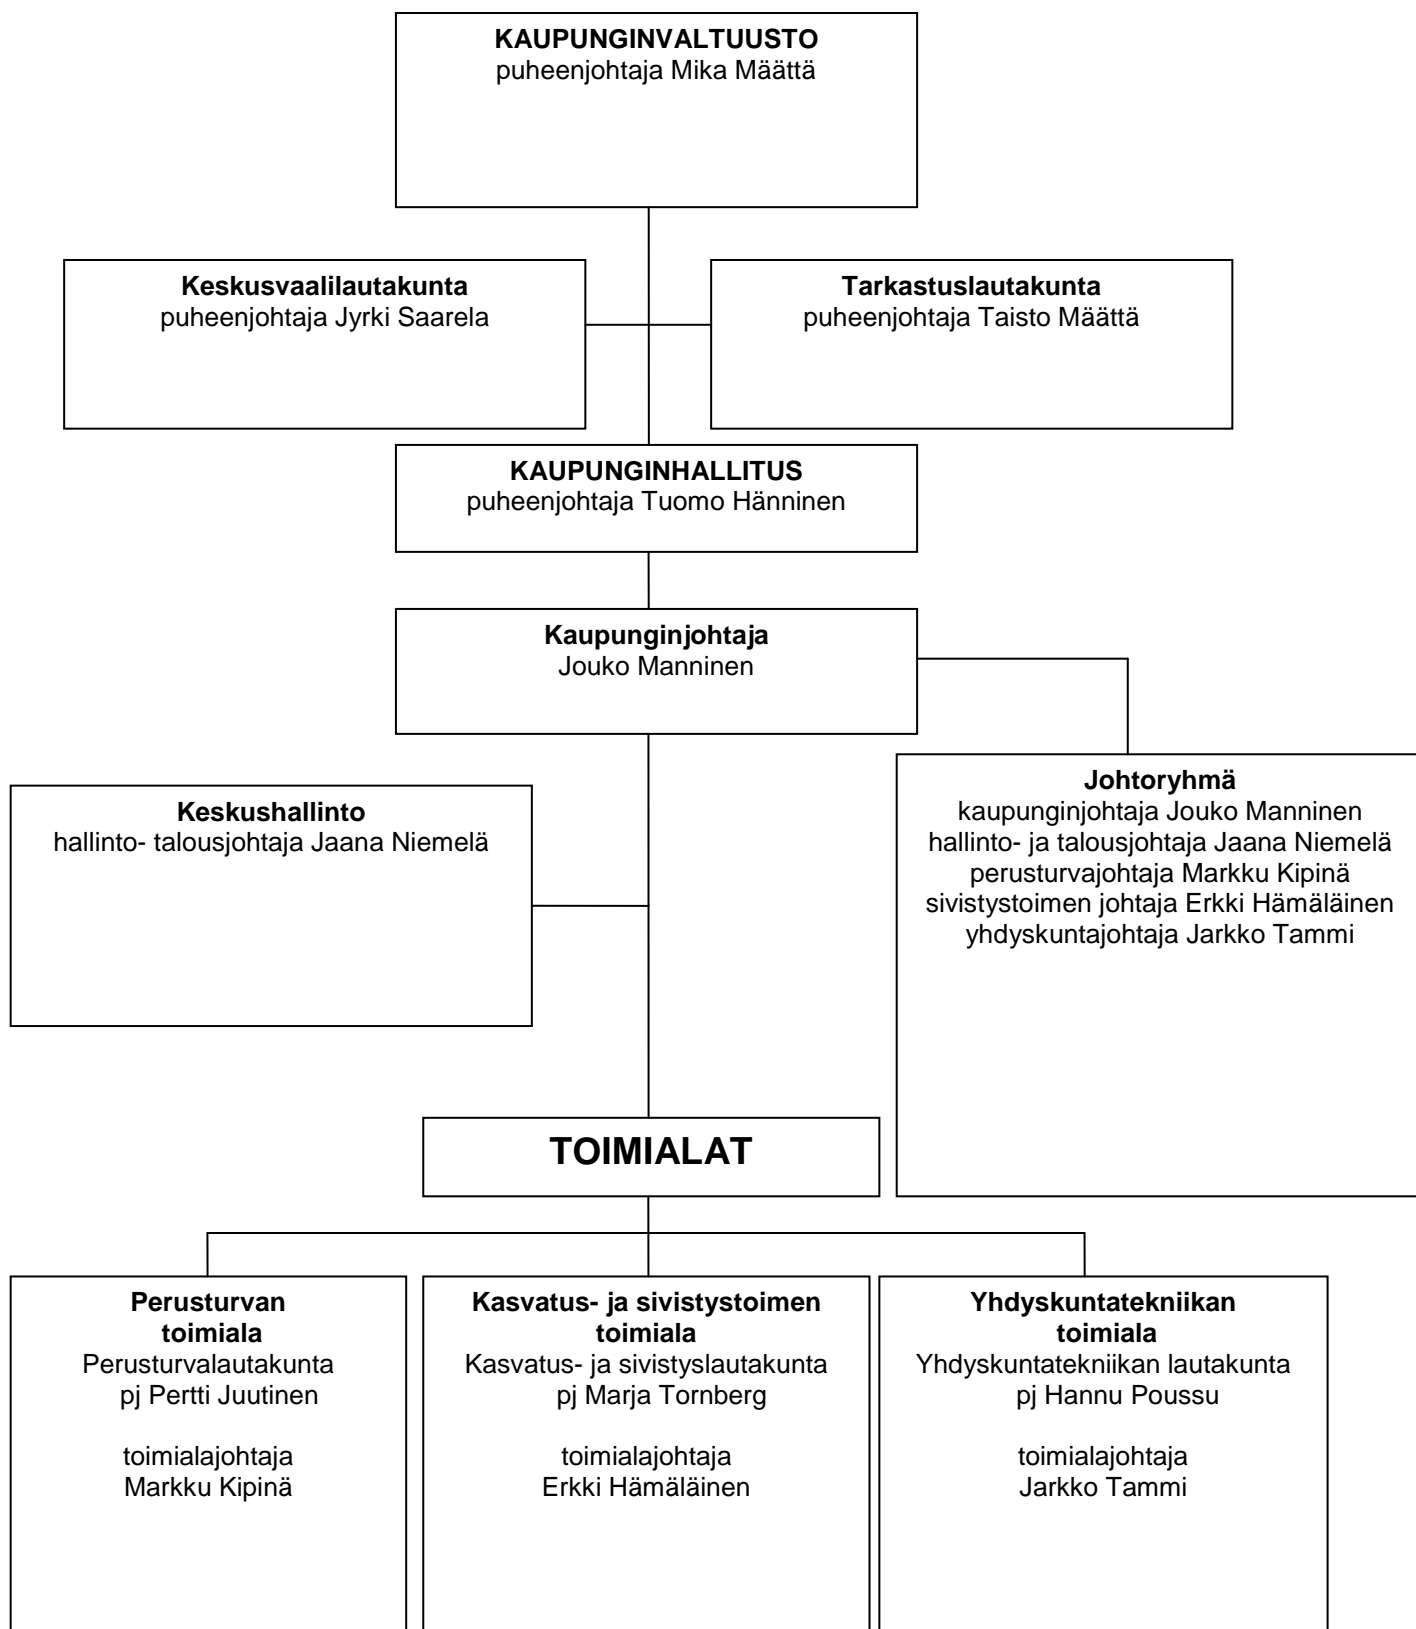 KAUPUNGINVALTUUSTO
puheenjohtaja Mika Määttä
Keskusvaalilautakunta
puheenjohtaja Jyrki Saarela
Tarkastuslautakunta
puheenjohtaja Taisto Määttä
KAUPUNGINHALLITUS
puheenjohtaja Tuomo Hänninen
Kaupunginjohtaja
Jouko Manninen
Keskushallinto
hallinto- talousjohtaja Jaana Niemelä
Johtoryhmä
kaupunginjohtaja Jouko Manninen
hallinto- ja talousjohtaja Jaana Niemelä
perusturvajohtaja Markku Kipinä
sivistystoimen johtaja Erkki Hämäläinen
yhdyskuntajohtaja Jarkko Tammi
TOIMIALAT
Perusturvan
toimiala
Perusturvalautakunta
pj Pertti Juutinen
toimialajohtaja
Markku Kipinä
Kasvatus- ja sivistystoimen
toimiala
Kasvatus- ja sivistyslautakunta
pj Marja Tornberg
toimialajohtaja
Erkki Hämäläinen
Yhdyskuntatekniikan
toimiala
Yhdyskuntatekniikan lautakunta
pj Hannu Poussu
toimialajohtaja
Jarkko Tammi